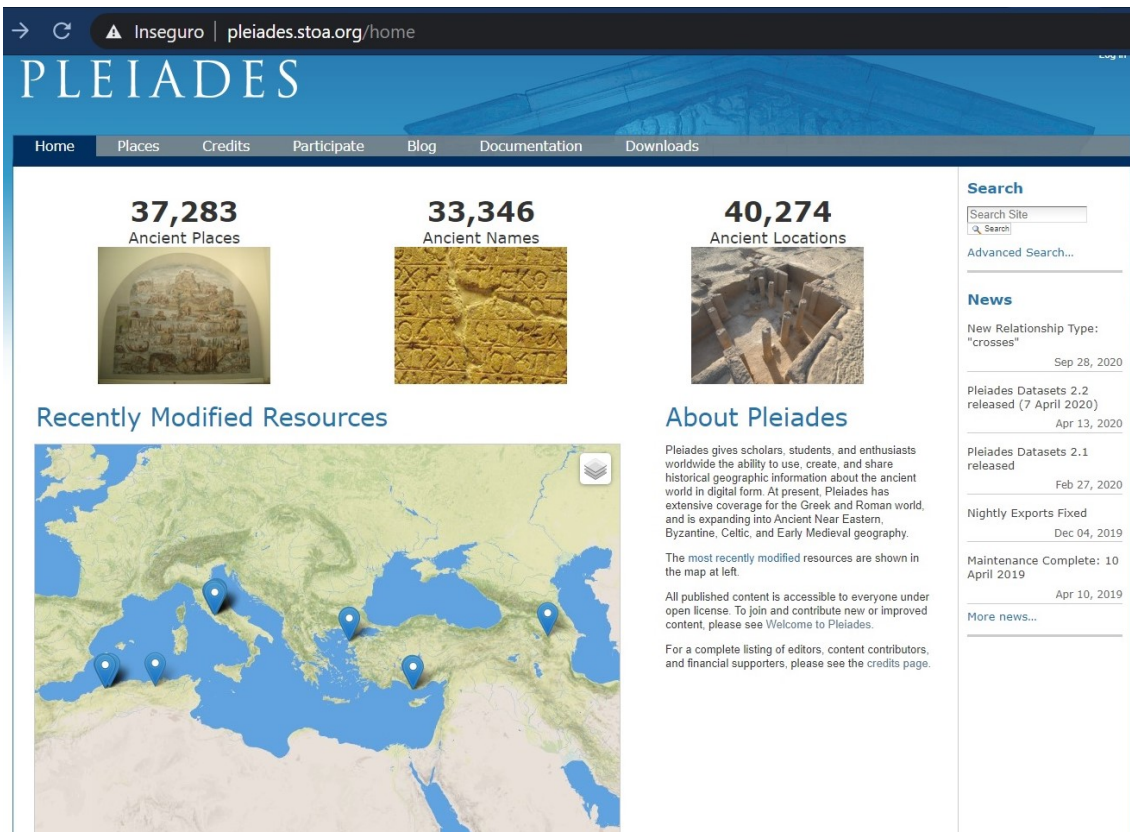 Inseguro | pleiades.stoa.org/home
Log in
PLEIADES
Home Places Credits Participate Blog Documentation Downloads
37,283
Ancient Places
33,346
Ancient Names
40,274
Ancient Locations
Recently Modified Resources
About Pleiades
Pleiades gives scholars, students, and enthusiasts
worldwide the ability to use, create, and share
historical geographic information about the ancient
world in digital form. At present, Pleiades has
extensive coverage for the Greek and Roman world,
and is expanding into Ancient Near Eastern,
Byzantine, Celtic, and Early Medieval geography.
The most recently modified resources are shown in
the map at left.
All published content is accessible to everyone under
open license. To join and contribute new or improved
content, please see Welcome to Pleiades.
For a complete listing of editors, content contributors,
and financial supporters, please see the credits page.
Search
Search Site
Search
Advanced Search...
News
New Relationship Type:
"crosses"
Sep 28, 2020
Pleiades Datasets 2.2
released (7 April 2020)
Apr 13, 2020
Pleiades Datasets 2.1
released
Feb 27, 2020
Nightly Exports Fixed
Dec 04, 2019
Maintenance Complete: 10
April 2019
Apr 10, 2019
More news...